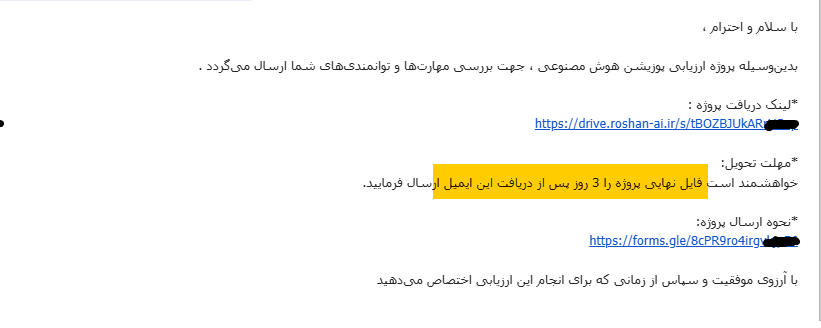 با سلام و احترام ،
بدین‌وسیله پروژه ارزیابی پوزیشن هوش مصنوعی ، جهت بررسی مهارت‌ها و توانمندی‌های شما ارسال می‌گردد .
*لینک دریافت پروژه :
https://drive.roshan-ai.ir/s/tBOZBJUkAR
*مهلت تحویل:
خواهشمند است فایل نهایی پروژه را 3 روز پس از دریافت این ایمیل ارسال فرمایید.
*نحوه ارسال پروژه:
https://forms.gle/8cPR9ro4irgv
با آرزوی موفقیت و سپاس از زمانی که برای انجام این ارزیابی اختصاص می‌دهید